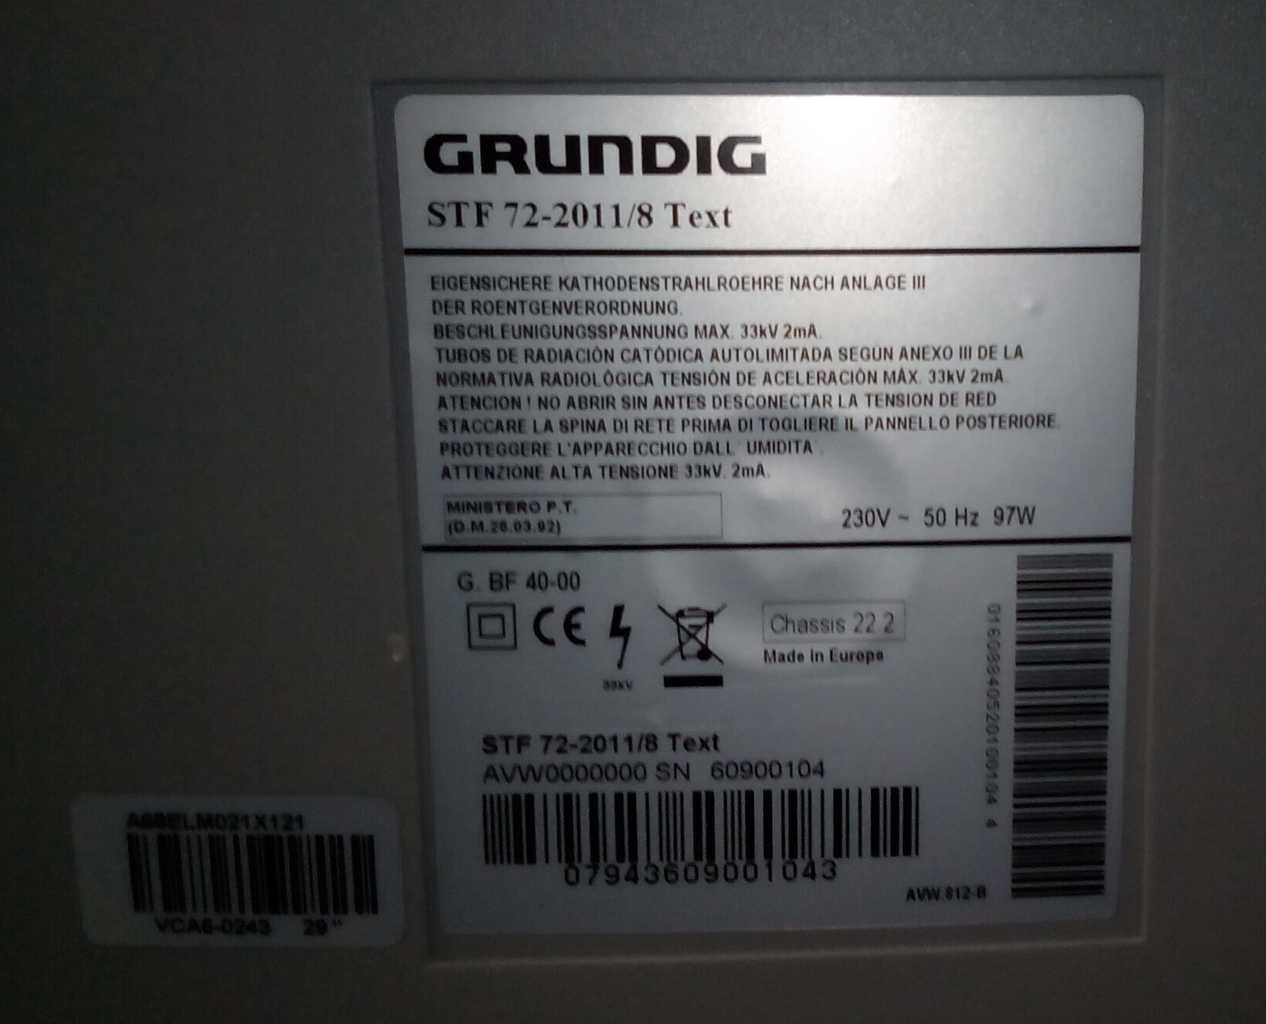 GRUNDIG
STF 72-2011/8 Text
EIGENSICHERE KATHODENSTRAHLROEHRE NACH ANLAGE III
DER ROENTGENVERORDNUNG.
BESCHLEUNIGUNGSSPANNUNG MAX. 33kV 2mA.
TUBOS DE RADIACIÓN CATÓDICA AUTOLIMITADA SEGUN ANEXO III DE LA
NORMATIVA RADIOLÓGICA TENSIÓN DE ACELERACIÓN MÁX. 33kV 2mA.
ATENCION ! NO ABRIR SIN ANTES DESCONECTAR LA TENSION DE RED
STACCARE LA SPINA DI RETE PRIMA DI TOGLIERE IL PANNELLO POSTERIORE.
PROTEGGERE L'APPARECCHIO DALL' UMIDITA.
ATTENZIONE ALTA TENSIONE 33kV. 2mA.
MINISTERO P.T.
(D.M.26.03.92)
230V ~ 50 Hz 97W
G. BF 40-00
CE
33kV
Chassis 22 2
Made in Europe
STF 72-2011/8 Text
AVW0000000 SN 60900104
07943609001043
AVW.812-B
VCA6-0243 29"